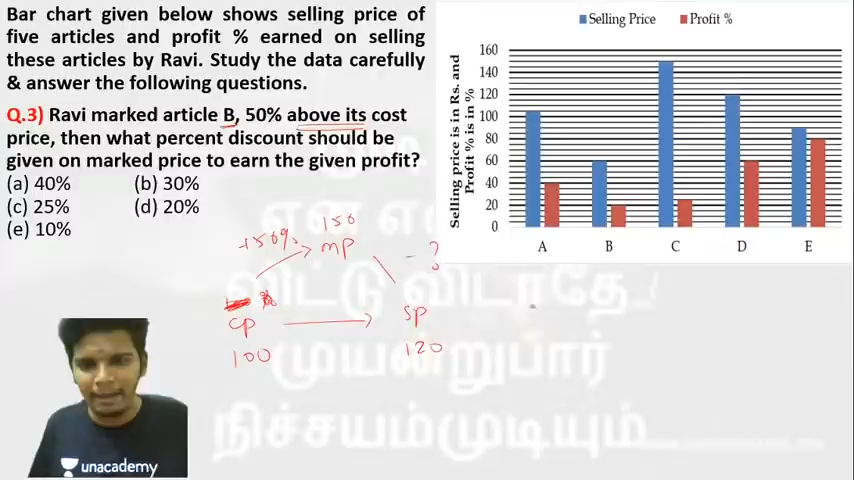 Bar chart given below shows selling price of
five articles and profit % earned on selling
these articles by Ravi. Study the data carefully
& answer the following questions.
Q.3) Ravi marked article B, 50% above its cost
price, then what percent discount should be
given on marked price to earn the given profit?
(a) 40% (b) 30%
(c) 25% (d) 20%
(e) 10%
Selling Price Profit %
Selling price is in Rs. and
Profit % is in %
160
140
120
100
80
60
40
20
0
A B C D E
+50% 150
mp - ?
cp sp
100 120
என
விட்டு விடாதே
முயன்றுபார்
நிச்சயம்முடியும்
unacademy